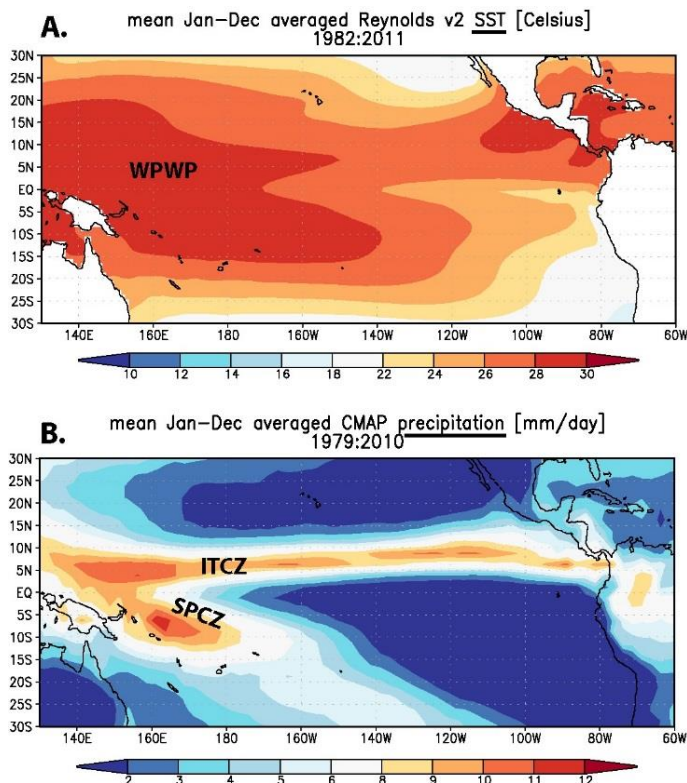 A.
mean Jan-Dec averaged Reynolds v2 SST [Celsius]
1982:2011
30N
25N
20N
15N
10N
5N
EQ
5S
10S
15S
20S
25S
30S
WPWP
140E 160E 180 160W 140W 120W 100W 80W 60W
10 12 14 16 18 22 24 26 28 30
B.
mean Jan-Dec averaged CMAP precipitation [mm/day]
1979:2010
30N
25N
20N
15N
10N
5N
EQ
5S
10S
15S
20S
25S
30S
ITCZ
SPCZ
140E 160E 180 160W 140W 120W 100W 80W 60W
2 3 4 5 6 8 9 10 11 12